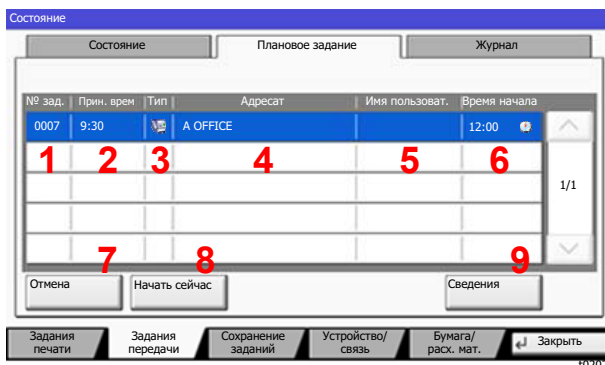 Состояние
Состояние Плановое задание Журнал
№ зад. Прин. врем Тип Адресат Имя пользоват. Время начала
0007 9:30 A OFFICE 12:00
1 2 3 4 5 6
1/1
7 8 9
Отмена Начать сейчас Сведения
Задания печати
Задания передачи
Сохранение заданий
Устройство/ связь
Бумага/ расх. мат.
Закрыть